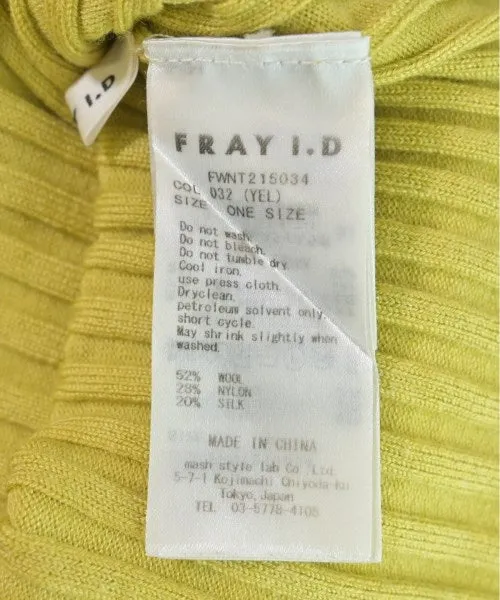 Y I.D
FRAY I.D
FWNT215034
COL 032 (YEL)
SIZE ONE SIZE
Do not wash.
Do not bleach.
Do not tumble dry.
Cool iron.
use press cloth.
Dryclean.
petroleum solvent only
short cycle.
May shrink slightly when
washed.
52% WOOL
28% NYLON
20% SILK
MADE IN CHINA
mash style lab Co.,Ltd.
5-7-1 Kojimachi Chiyoda-ku
Tokyo,Japan
TEL 03-5778-4105